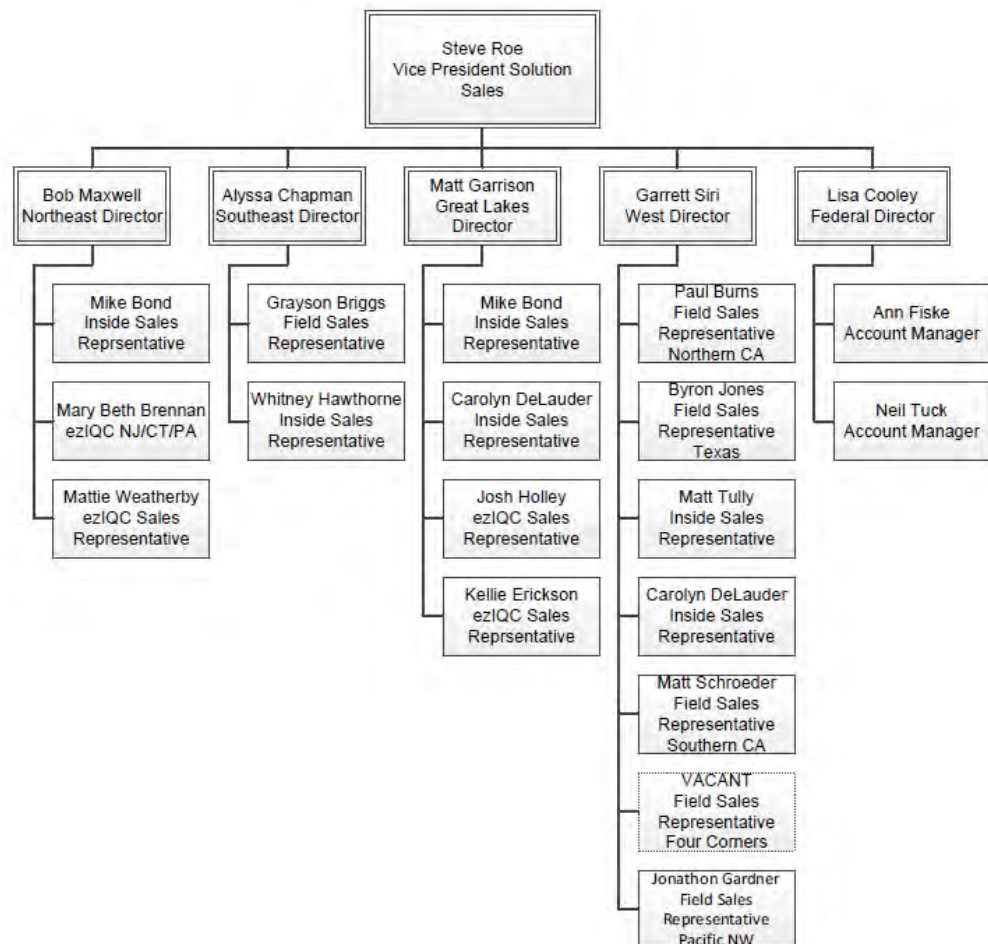 Steve Roe
Vice President Solution
Sales
Bob Maxwell
Northeast Director
Alyssa Chapman
Southeast Director
Matt Garrison
Great Lakes
Director
Garrett Siri
West Director
Lisa Cooley
Federal Director
Mike Bond
Inside Sales
Reprsentative
Mary Beth Brennan
ezIQC NJ/CT/PA
Mattie Weatherby
ezIQC Sales
Representative
Grayson Briggs
Field Sales
Representative
Whitney Hawthorne
Inside Sales
Representative
Mike Bond
Inside Sales
Representative
Carolyn DeLauder
Inside Sales
Representative
Josh Holley
ezIQC Sales
Representative
Kellie Erickson
ezIQC Sales
Reprsentative
Paul Burns
Field Sales
Representative
Northern CA
Byron Jones
Field Sales
Representative
Texas
Matt Tully
Inside Sales
Representative
Carolyn DeLauder
Inside Sales
Representative
Matt Schroeder
Field Sales
Representative
Southern CA
VACANT
Field Sales
Representative
Four Corners
Jonathon Gardner
Field Sales
Representative
Pacific NW
Ann Fiske
Account Manager
Neil Tuck
Account Manager